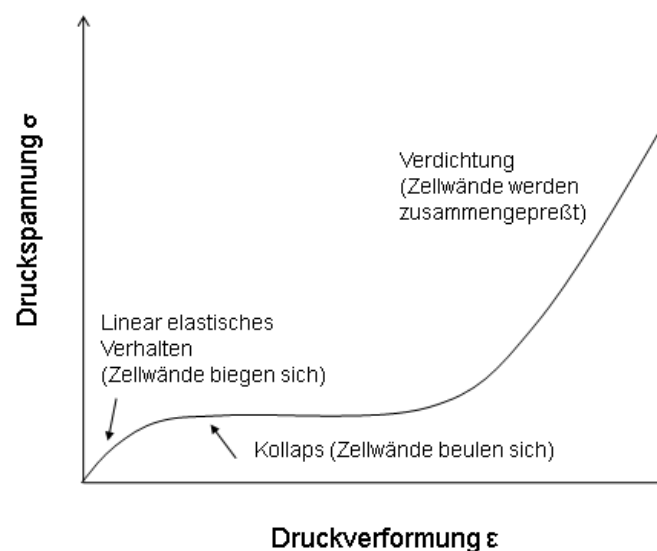 Druckspannung σ
Verdichtung
(Zellwände werden
zusammengepreßt)
Linear elastisches
Verhalten
(Zellwände biegen sich)
Kollaps (Zellwände beulen sich)
Druckverformung ε